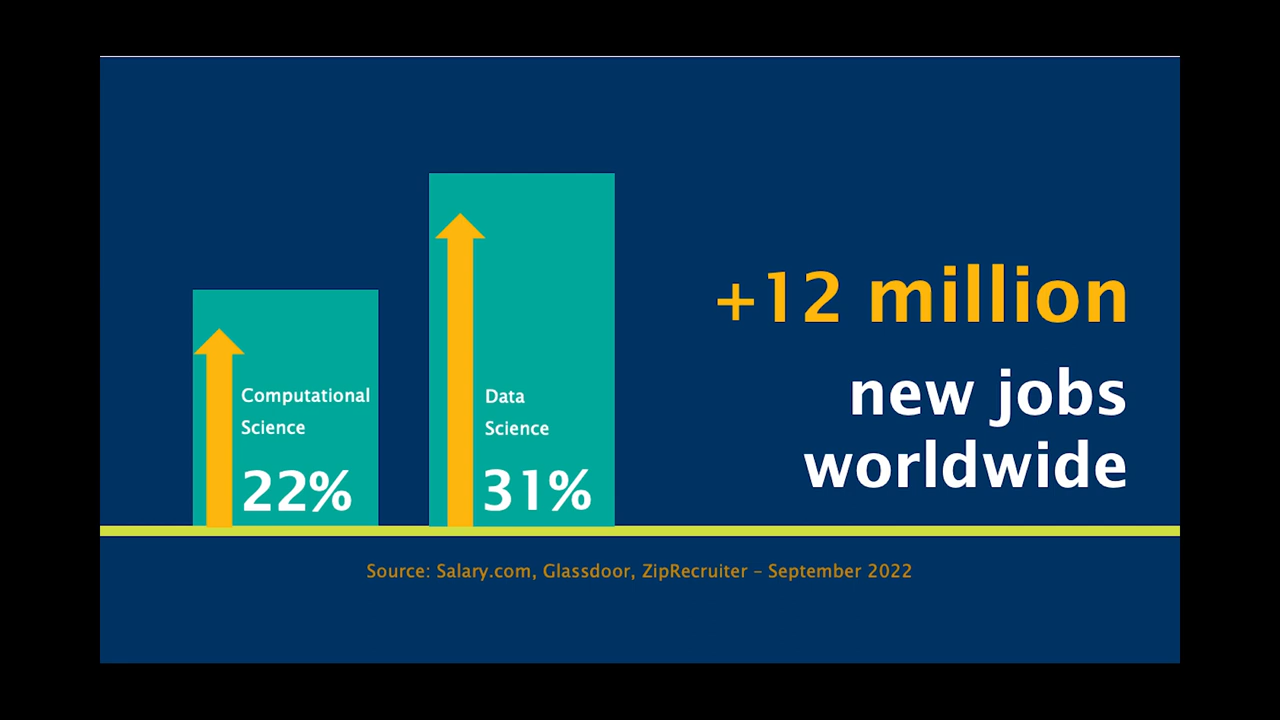 Computational
Science
22%
Data
Science
31%
+12 million
new jobs
worldwide
Source: Salary.com, Glassdoor, ZipRecruiter – September 2022